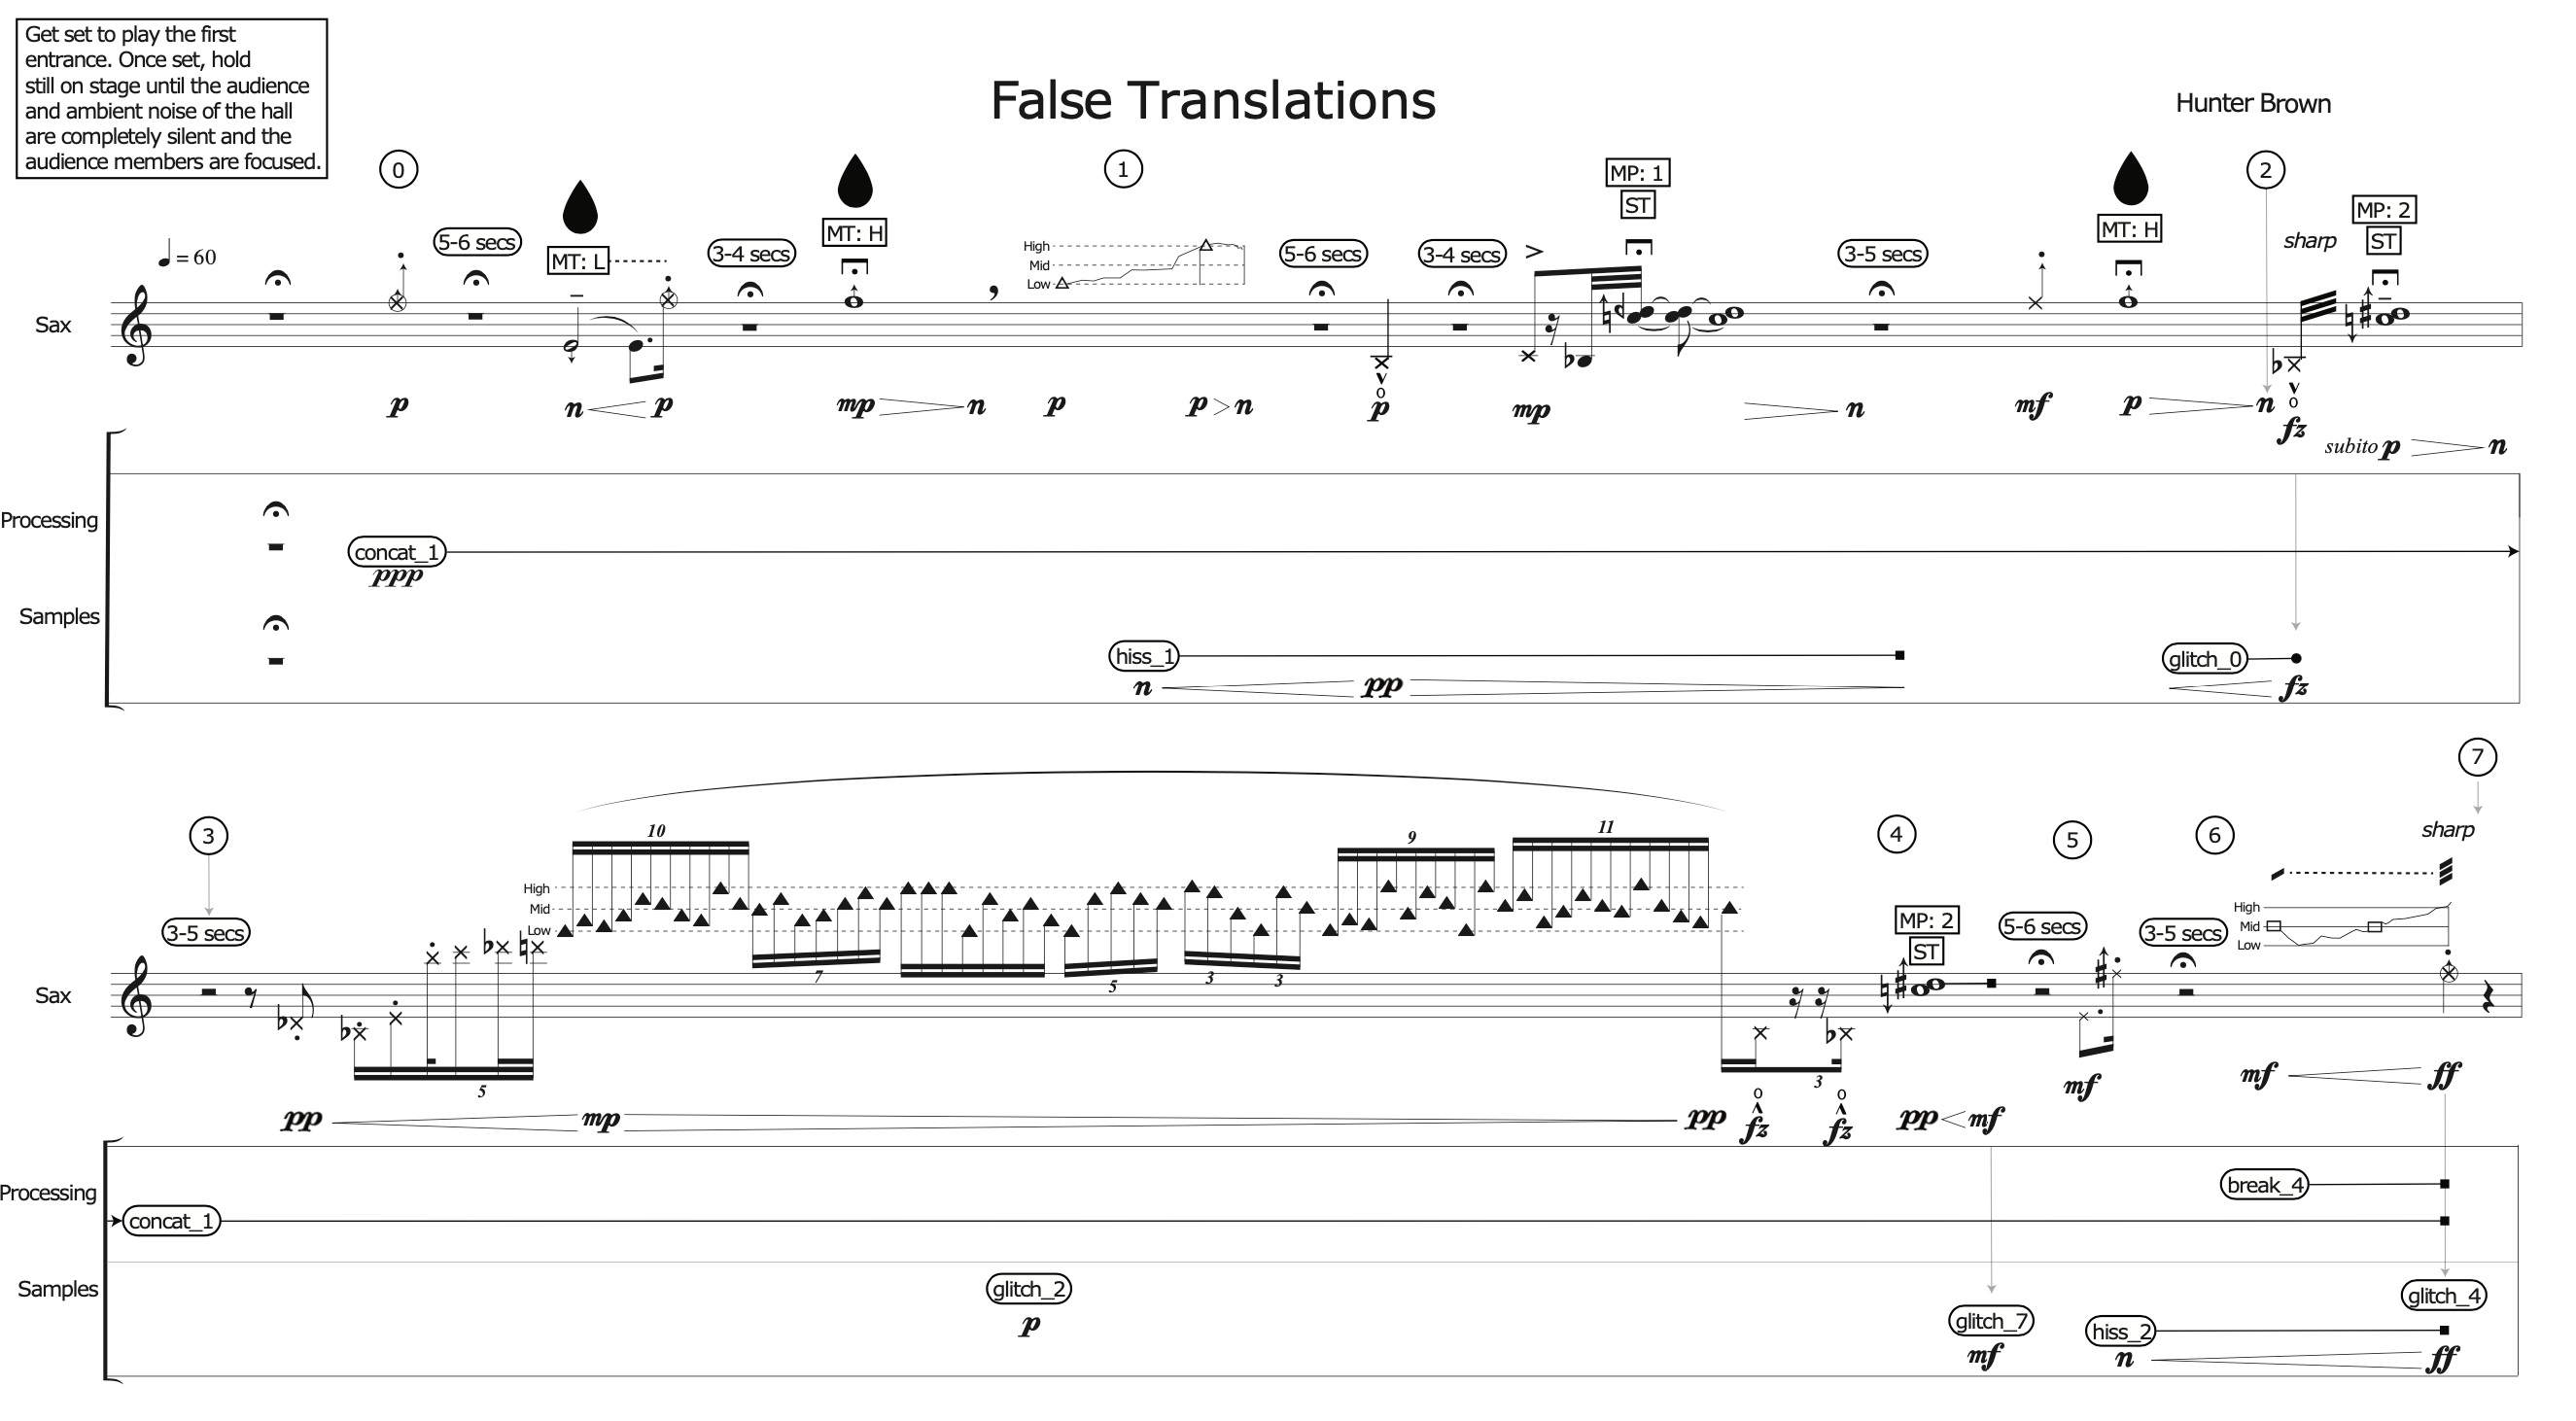 Get set to play the first
entrance. Once set, hold
still on stage until the audience
and ambient noise of the hall
are completely silent and the
audience members are focused.
False Translations
Hunter Brown
0
1
2
= 60
5-6 secs
MT: L
3-4 secs
MT: H
High
Mid
Low
5-6 secs
3-4 secs
MP: 1
ST
3-5 secs
MT: H
sharp
MP: 2
ST
Sax
p
n
p
mp
n
p
p
n
p
mp
n
mf
p
n
fz
subito p
n
Processing
concat_1
ppp
Samples
hiss_1
n
pp
glitch_0
fz
7
3
4
5
6
sharp
3-5 secs
10
9
11
High
Mid
Low
7
5
3
3
MP: 2
ST
5-6 secs
3-5 secs
High
Mid
Low
Sax
5
3
pp
mp
pp
fz
fz
pp
mf
mf
mf
ff
Processing
break_4
concat_1
Samples
glitch_2
p
glitch_7
mf
glitch_4
hiss_2
n
ff